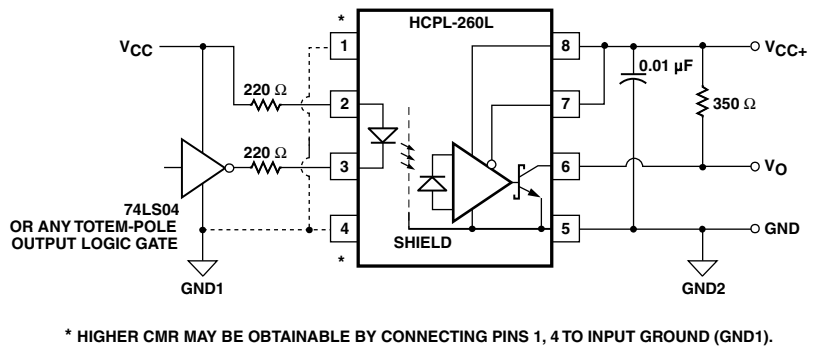 HCPL-260L
*
1
8
VCC
VCC+
220 Ω
0.01 µF
2
7
350 Ω
220 Ω
3
6
VO
74LS04
OR ANY TOTEM-POLE
OUTPUT LOGIC GATE
4
5
GND
SHIELD
*
GND1
GND2
* HIGHER CMR MAY BE OBTAINABLE BY CONNECTING PINS 1, 4 TO INPUT GROUND (GND1).